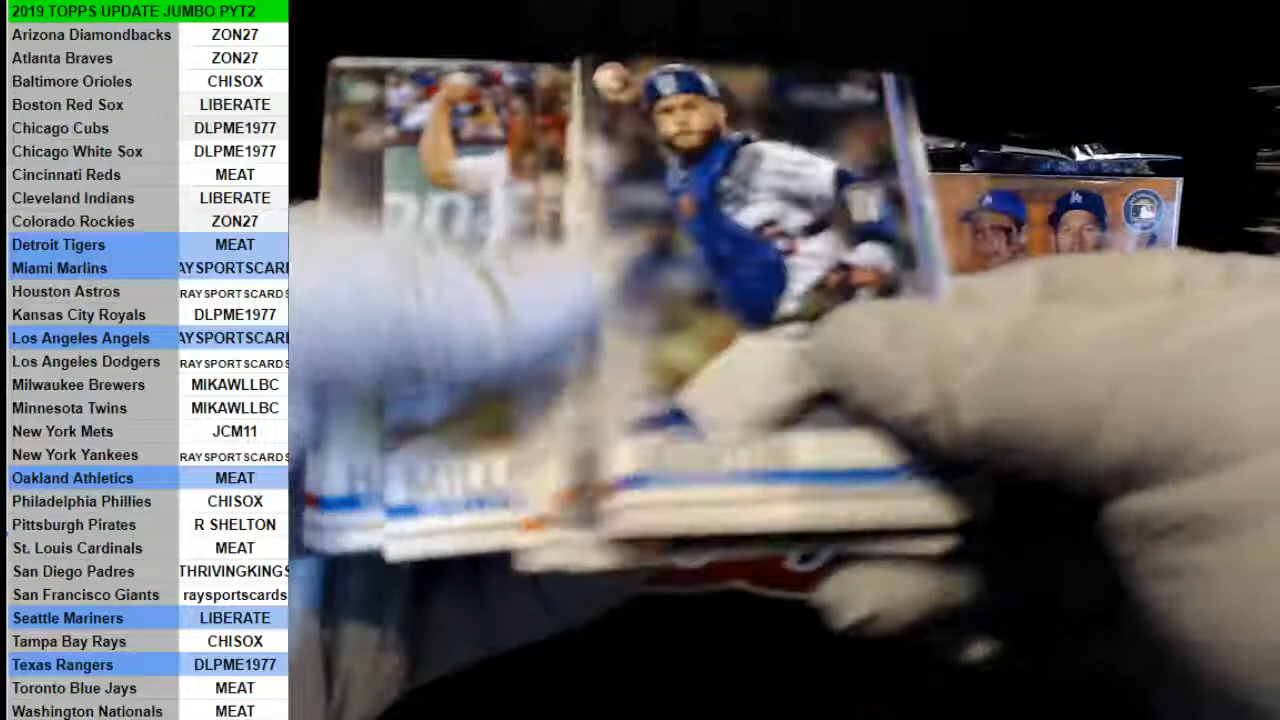 2019 TOPPS UPDATE JUMBO PYT2
Arizona Diamondbacks ZON27
Atlanta Braves ZON27
Baltimore Orioles CHISOX
Boston Red Sox LIBERATE
Chicago Cubs DLPME1977
Chicago White Sox DLPME1977
Cincinnati Reds MEAT
Cleveland Indians LIBERATE
Colorado Rockies ZON27
Detroit Tigers MEAT
Miami Marlins AYSPORTSCARI
Houston Astros RAYSPORTSCARDS
Kansas City Royals DLPME1977
Los Angeles Angels AYSPORTSCARI
Los Angeles Dodgers RAYSPORTSCARDS
Milwaukee Brewers MIKAWLLBC
Minnesota Twins MIKAWLLBC
New York Mets JCM11
New York Yankees RAYSPORTSCARDS
Oakland Athletics MEAT
Philadelphia Phillies CHISOX
Pittsburgh Pirates R SHELTON
St. Louis Cardinals MEAT
San Diego Padres THRIVINGKINGS
San Francisco Giants raysportscards
Seattle Mariners LIBERATE
Tampa Bay Rays CHISOX
Texas Rangers DLPME1977
Toronto Blue Jays MEAT
Washington Nationals MEAT